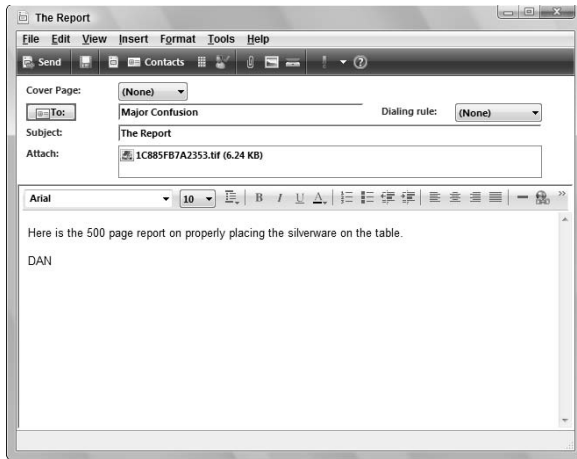 The Report
File Edit View Insert Format Tools Help
Send Contacts
Cover Page: (None)
To: Major Confusion Dialing rule: (None)
Subject: The Report
Attach: 1C885FB7A2353.tif (6.24 KB)
Arial 10 B I U A
Here is the 500 page report on properly placing the silverware on the table.
DAN